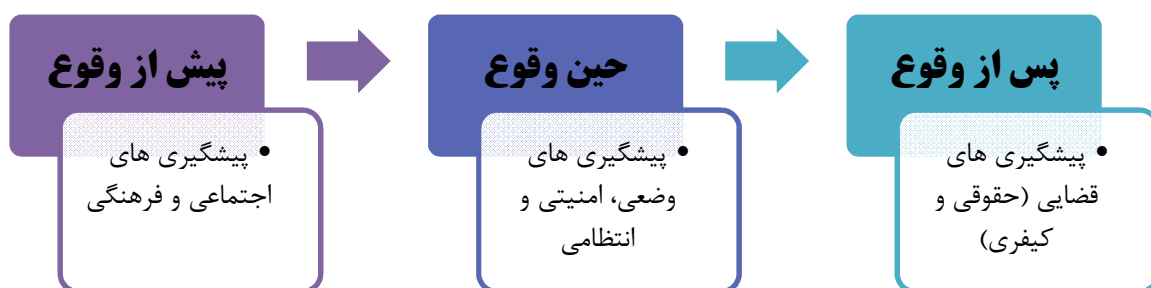 پیش از وقوع
• پیشگیری های
اجتماعی و فرهنگی
حین وقوع
• پیشگیری های
وضعی، امنیتی و
انتظامی
پس از وقوع
• پیشگیری های
قضایی (حقوقی و
کیفری)